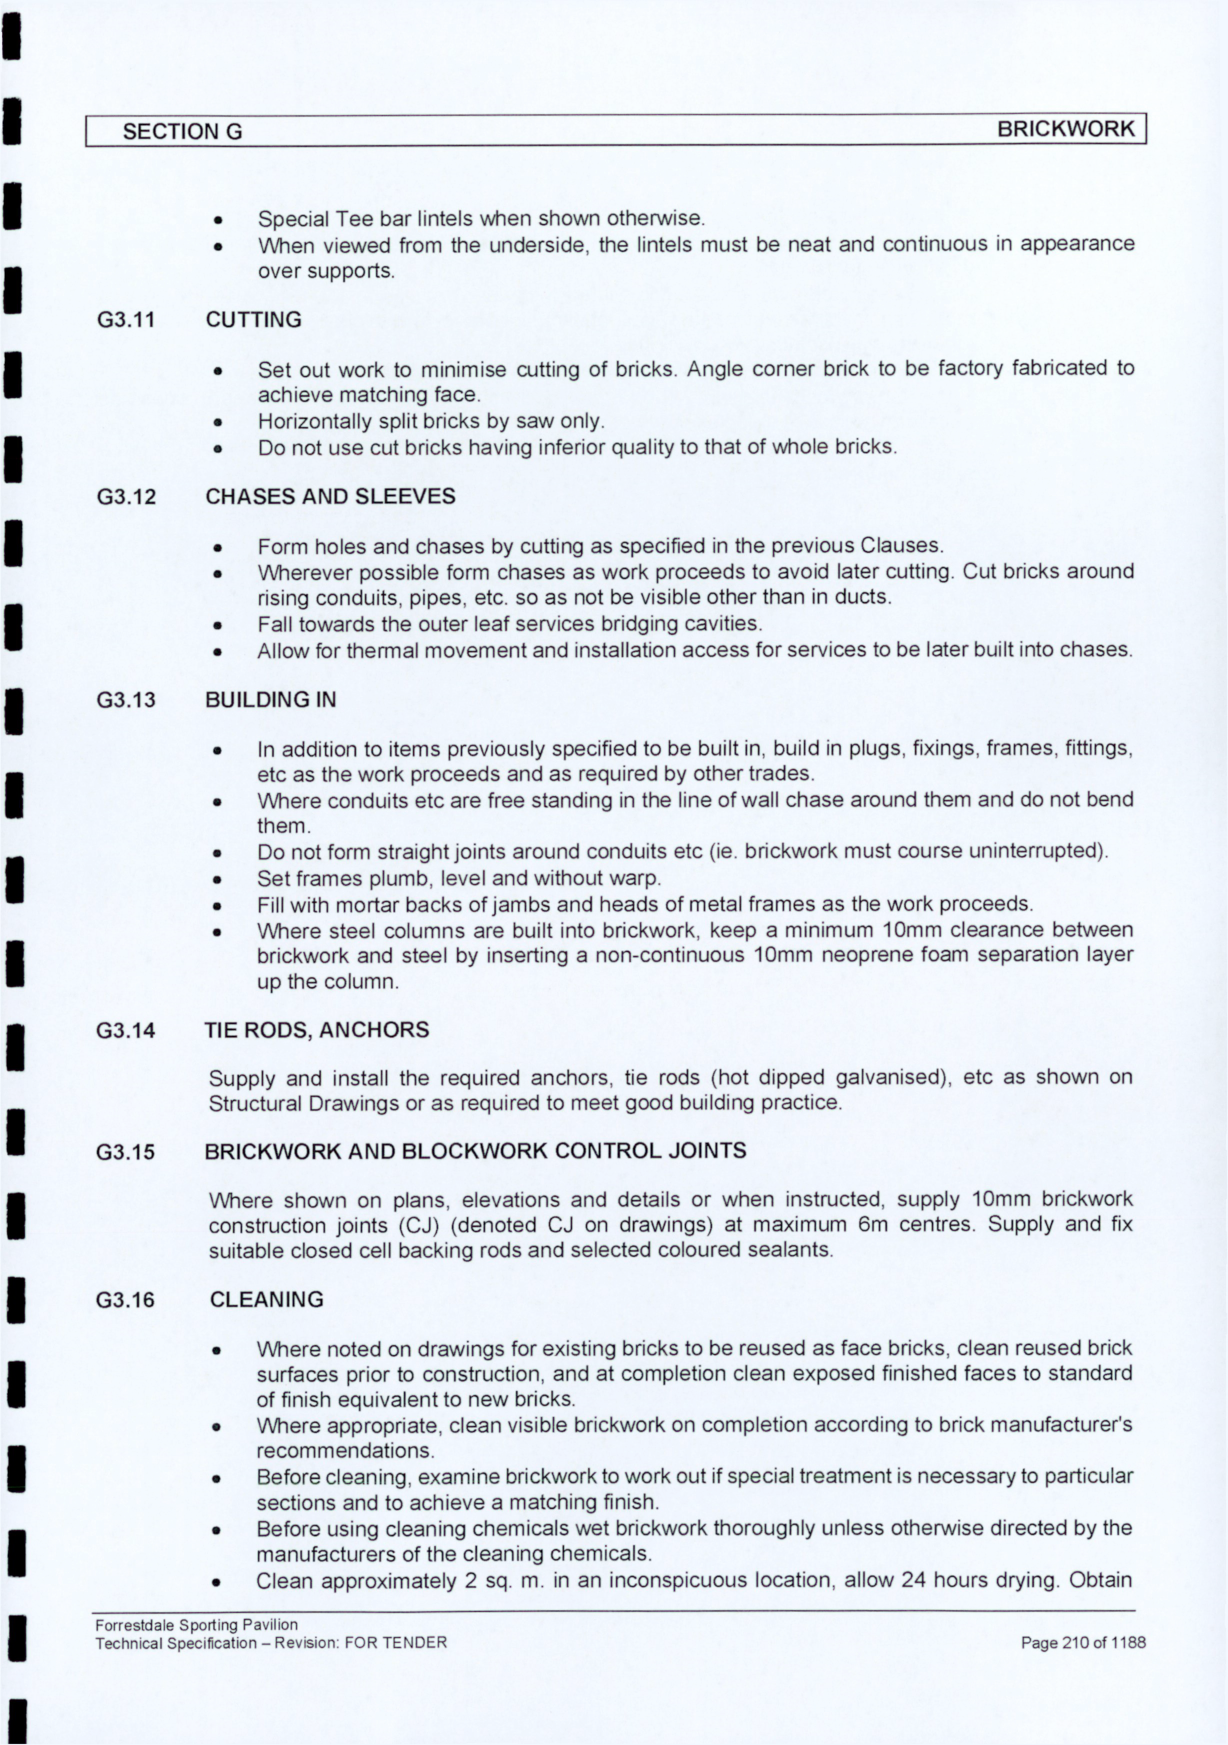 SECTION G BRICKWORK
• Special Tee bar lintels when shown otherwise.
• When viewed from the underside, the lintels must be neat and continuous in appearance
over supports.
G3.11 CUTTING
• Set out work to minimise cutting of bricks. Angle corner brick to be factory fabricated to
achieve matching face.
• Horizontally split bricks by saw only.
• Do not use cut bricks having inferior quality to that of whole bricks.
G3.12 CHASES AND SLEEVES
• Form holes and chases by cutting as specified in the previous Clauses.
• Wherever possible form chases as work proceeds to avoid later cutting. Cut bricks around
rising conduits, pipes, etc. so as not be visible other than in ducts.
• Fall towards the outer leaf services bridging cavities.
• Allow for thermal movement and installation access for services to be later built into chases.
G3.13 BUILDING IN
• In addition to items previously specified to be built in, build in plugs, fixings, frames, fittings,
etc as the work proceeds and as required by other trades.
• Where conduits etc are free standing in the line of wall chase around them and do not bend
them.
• Do not form straight joints around conduits etc (ie. brickwork must course uninterrupted).
• Set frames plumb, level and without warp.
• Fill with mortar backs of jambs and heads of metal frames as the work proceeds.
• Where steel columns are built into brickwork, keep a minimum 10mm clearance between
brickwork and steel by inserting a non-continuous 10mm neoprene foam separation layer
up the column.
G3.14 TIE RODS, ANCHORS
Supply and install the required anchors, tie rods (hot dipped galvanised), etc as shown on
Structural Drawings or as required to meet good building practice.
G3.15 BRICKWORK AND BLOCKWORK CONTROL JOINTS
Where shown on plans, elevations and details or when instructed, supply 10mm brickwork
construction joints (CJ) (denoted CJ on drawings) at maximum 6m centres. Supply and fix
suitable closed cell backing rods and selected coloured sealants.
G3.16 CLEANING
• Where noted on drawings for existing bricks to be reused as face bricks, clean reused brick
surfaces prior to construction, and at completion clean exposed finished faces to standard
of finish equivalent to new bricks.
• Where appropriate, clean visible brickwork on completion according to brick manufacturer's
recommendations.
• Before cleaning, examine brickwork to work out if special treatment is necessary to particular
sections and to achieve a matching finish.
• Before using cleaning chemicals wet brickwork thoroughly unless otherwise directed by the
manufacturers of the cleaning chemicals.
• Clean approximately 2 sq. m. in an inconspicuous location, allow 24 hours drying. Obtain
Forrestdale Sporting Pavilion
Technical Specification – Revision: FOR TENDER Page 210 of 1188